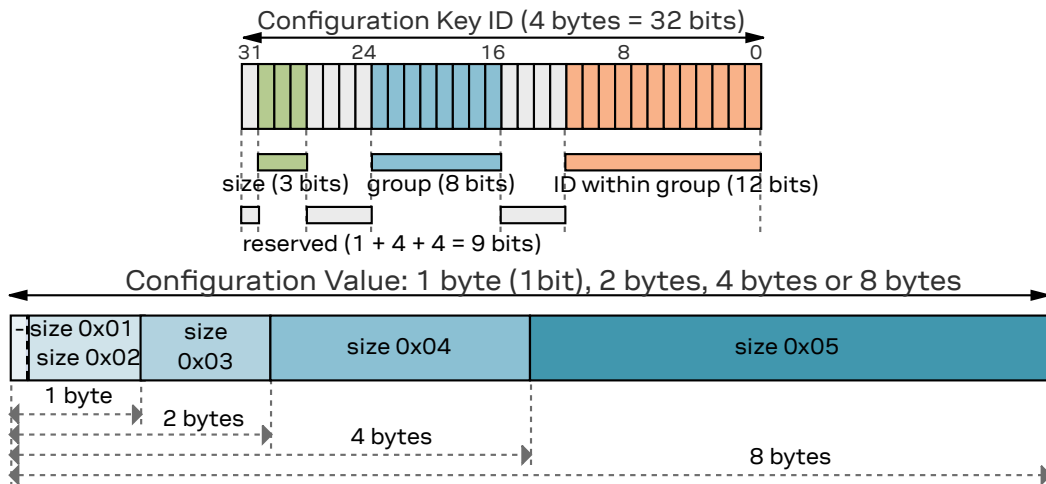 Configuration Key ID (4 bytes = 32 bits)
31 24 16 8 0
size (3 bits) group (8 bits) ID within group (12 bits)
reserved (1 + 4 + 4 = 9 bits)
Configuration Value: 1 byte (1bit), 2 bytes, 4 bytes or 8 bytes
- size 0x01
size 0x02
size
0x03
size 0x04
size 0x05
1 byte
2 bytes
4 bytes
8 bytes